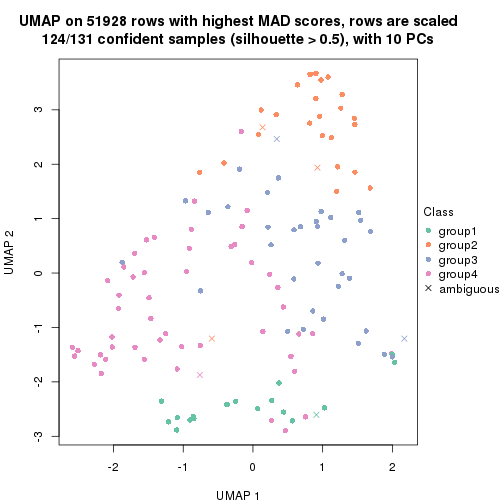 UMAP on 51928 rows with highest MAD scores, rows are scaled
124/131 confident samples (silhouette > 0.5), with 10 PCs
3
2
1
0
-1
-2
-3
UMAP 2
-2
-1
0
1
2
UMAP 1
Class
group1
group2
group3
group4
ambiguous